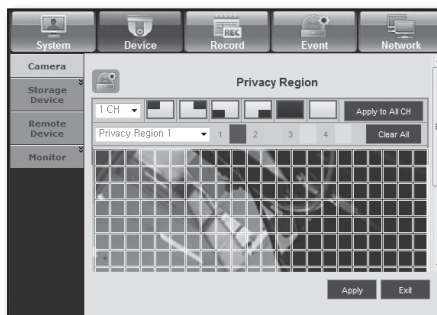 REC
System Device Record Event Network
Camera
Privacy Region
Storage
Device
1 CH Apply to All CH
Remote
Device
Privacy Region 1 1 2 3 4 Clear All
Monitor
Apply Exit